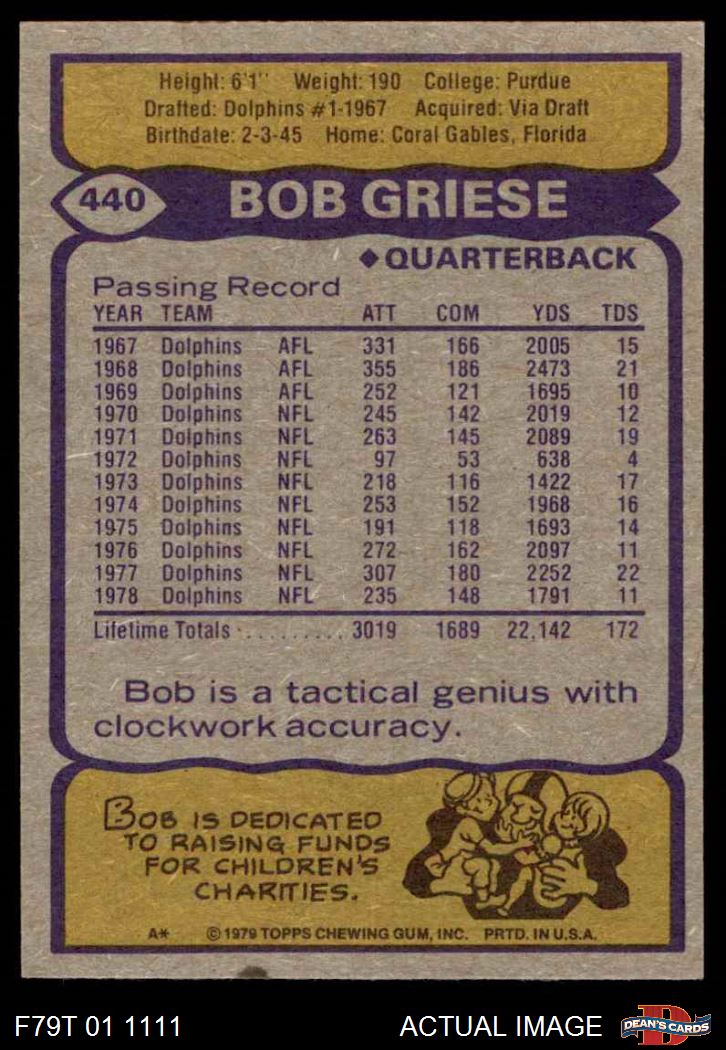 Height: 6'1" Weight: 190 College: Purdue
Drafted: Dolphins #1-1967 Acquired: Via Draft
Birthdate: 2-3-45 Home: Coral Gables, Florida
440 BOB GRIESE
◆QUARTERBACK
Passing Record
YEAR TEAM ATT COM YDS TDS
1967 Dolphins AFL 331 166 2005 15
1968 Dolphins AFL 355 186 2473 21
1969 Dolphins AFL 252 121 1695 10
1970 Dolphins NFL 245 142 2019 12
1971 Dolphins NFL 263 145 2089 19
1972 Dolphins NFL 97 53 638 4
1973 Dolphins NFL 218 116 1422 17
1974 Dolphins NFL 253 152 1968 16
1975 Dolphins NFL 191 118 1693 14
1976 Dolphins NFL 272 162 2097 11
1977 Dolphins NFL 307 180 2252 22
1978 Dolphins NFL 235 148 1791 11
Lifetime Totals .......... 3019 1689 22,142 172
Bob is a tactical genius with
clockwork accuracy.
BOB IS DEDICATED
TO RAISING FUNDS
FOR CHILDREN'S
CHARITIES.
A* © 1979 TOPPS CHEWING GUM, INC. PRTD. IN U.S.A.
F79T 01 1111 ACTUAL IMAGE D DEAN'S CARDS